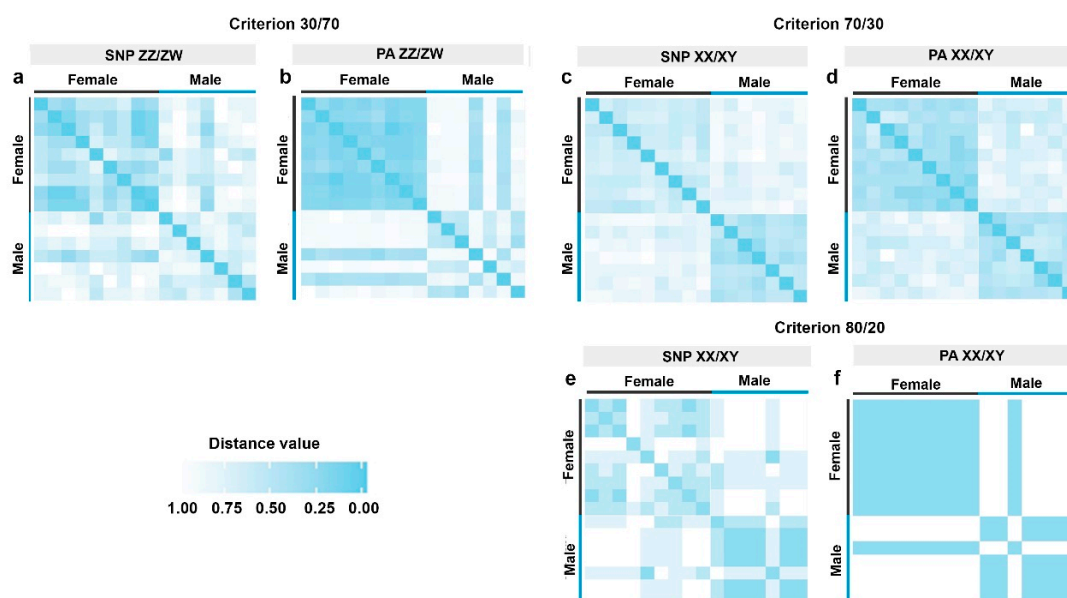 Criterion 30/70
Criterion 70/30
SNP ZZ/ZW
PA ZZ/ZW
SNP XX/XY
PA XX/XY
a
Female
Male
b
Female
Male
c
Female
Male
d
Female
Male
Female
Male
Female
Male
Female
Male
Female
Male
Criterion 80/20
SNP XX/XY
PA XX/XY
e
Female
Male
f
Female
Male
Female
Male
Female
Male
Distance value
1.00 0.75 0.50 0.25 0.00